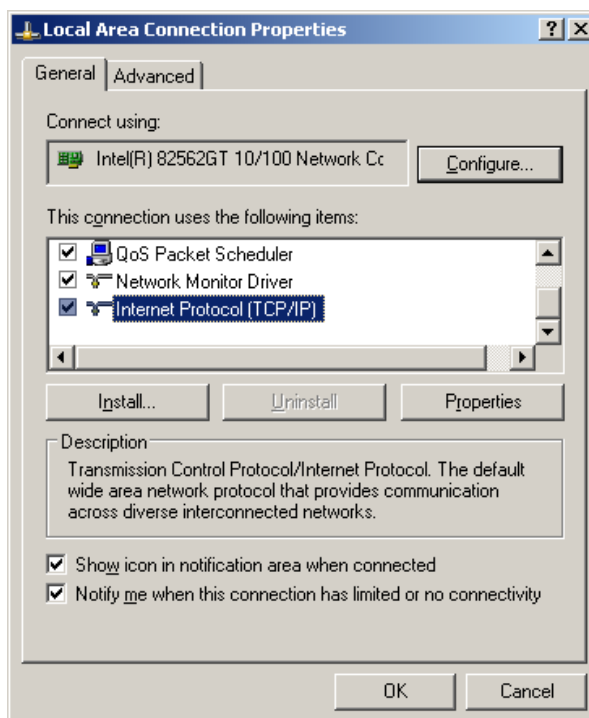 Local Area Connection Properties
General
Advanced
Connect using:
Intel(R) 82562GT 10/100 Network Cc
Configure...
This connection uses the following items:
QoS Packet Scheduler
Network Monitor Driver
Internet Protocol (TCP/IP)
Install...
Uninstall
Properties
Description
Transmission Control Protocol/Internet Protocol. The default
wide area network protocol that provides communication
across diverse interconnected networks.
Show icon in notification area when connected
Notify me when this connection has limited or no connectivity
OK
Cancel